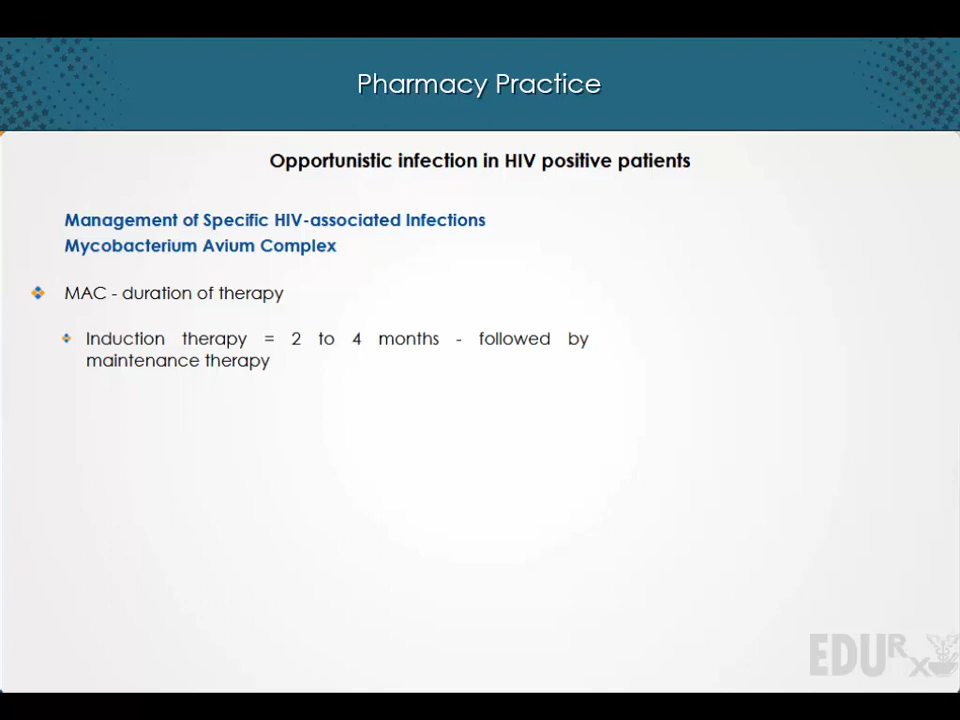 Pharmacy Practice
Opportunistic infection in HIV positive patients
Management of Specific HIV-associated Infections
Mycobacterium Avium Complex
MAC - duration of therapy
Induction therapy = 2 to 4 months - followed by
maintenance therapy
EDURx